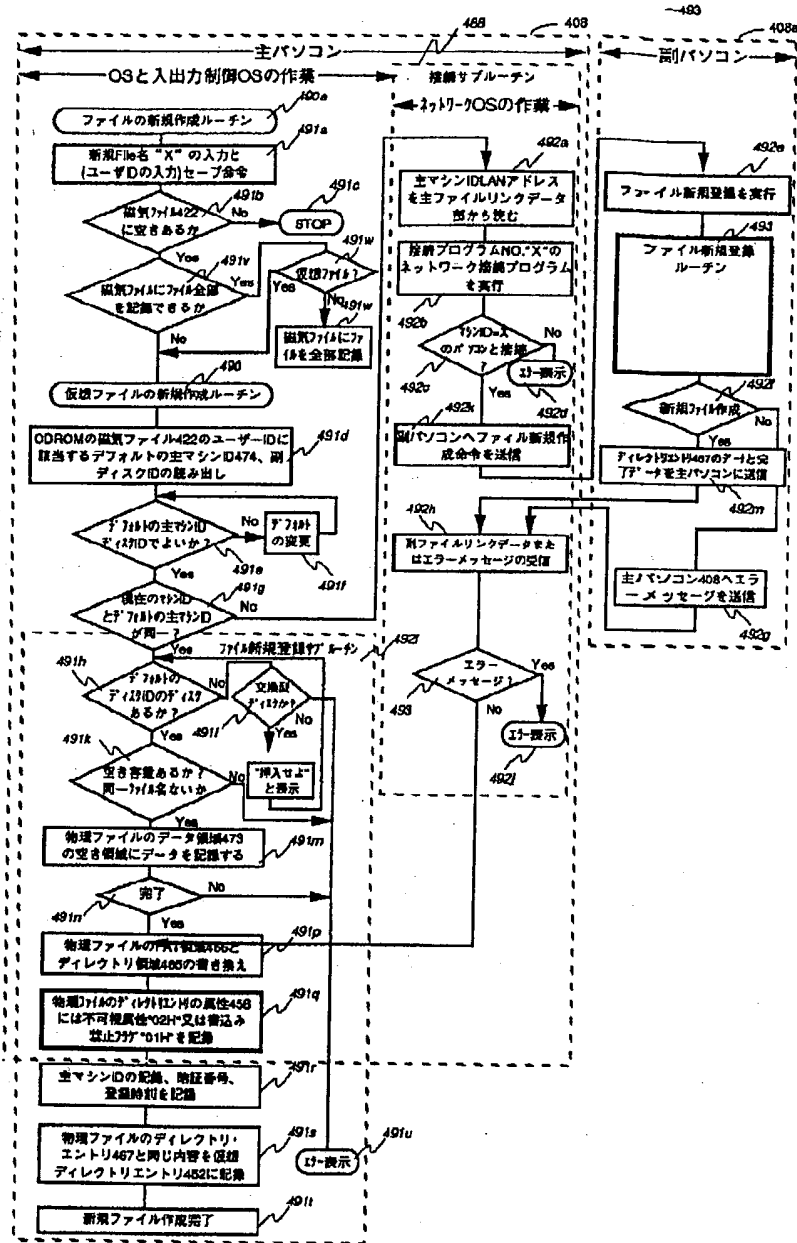 493
408
408a
488
主パソコン
副パソコン
OSと入出力制御OSの作業
接続サブルーチン
ネットワークOSの作業
ファイルの新規作成ルーチン
490a
491a
新規File名 "X" の入力と
(ユーザIDの入力)セーブ命令
491b
磁気ファイル422
に空きあるか
No
491c
STOP
Yes
491v
磁気ファイルにファイル全部
を記録できるか
Yes
No
491w
仮想ファイル?
Yes
No
491w
磁気ファイルにファ
イルを全部記録
490
仮想ファイルの新規作成ルーチン
ODROMの磁気ファイル422のユーザーIDに
該当するデフォルトの主マシンID474、副
ディスクIDの読み出し
491d
デフォルトの主マシンID
ディスクIDでよいか?
No
491e
デフォルト
の変更
491f
Yes
491g
現在のマシンID
とデフォルトの主マシンID
が同一?
No
Yes
ファイル新規登録サブルーチン
492i
491h
デフォルトの
ディスクIDのディスク
あるか?
No
交換型
ディスクか?
No
491i
Yes
Yes
491k
"挿入せよ"
と表示
空き容量あるか?
同一ファイル名ないか
No
Yes
物理ファイルのデータ領域473
の空き領域にデータを記録する
491m
完了
No
491n
Yes
491p
物理ファイルのFAT領域466と
ディレクトリ領域465の書き換え
491q
物理ファイルのディレクトリエントリの属性458
には不可視属性"02H"又は書込み
禁止フラグ"01H"を記録
491r
主マシンIDの記録、暗証番号、
登録時刻を記録
491s
物理ファイルのディレクトリ・
エントリ467と同じ内容を仮想
ディレクトリエントリ452に記録
491u
エラー表示
491t
新規ファイル作成完了
492a
主マシンIDLANアドレス
を主ファイルリンクデータ
部から読む
接続プログラムNO."X"の
ネットワーク接続プログラム
を実行
492b
マシンID=X
のパソコンと接続
?
No
エラー表示
492c
492d
Yes
492k
副パソコンへファイル新規作
成命令を送信
492h
副ファイルリンクデータまた
はエラーメッセージの受信
エラー
メッセージ?
Yes
493
No
エラー表示
492j
492e
ファイル新規登録を実行
493
ファイル新規登録
ルーチン
492f
新規ファイル作成
No
Yes
ディレクトリエントリ467のデータと完
了データを主パソコンに送信
492m
主パソコン408へエラ
ーメッセージを送信
492g